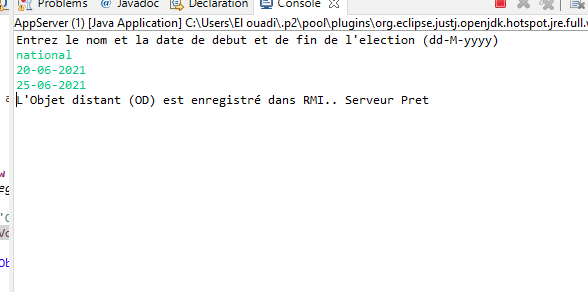 Problems @ Javadoc Declaration Console
AppServer (1) [Java Application] C:\Users\El ouadi\.p2\pool\plugins\org.eclipse.justj.openjdk.hotspot.jre.full.
Entrez le nom et la date de debut et de fin de l'election (dd-M-yyyy)
national
20-06-2021
25-06-2021
L'Objet distant (OD) est enregistré dans RMI.. Serveur Pret